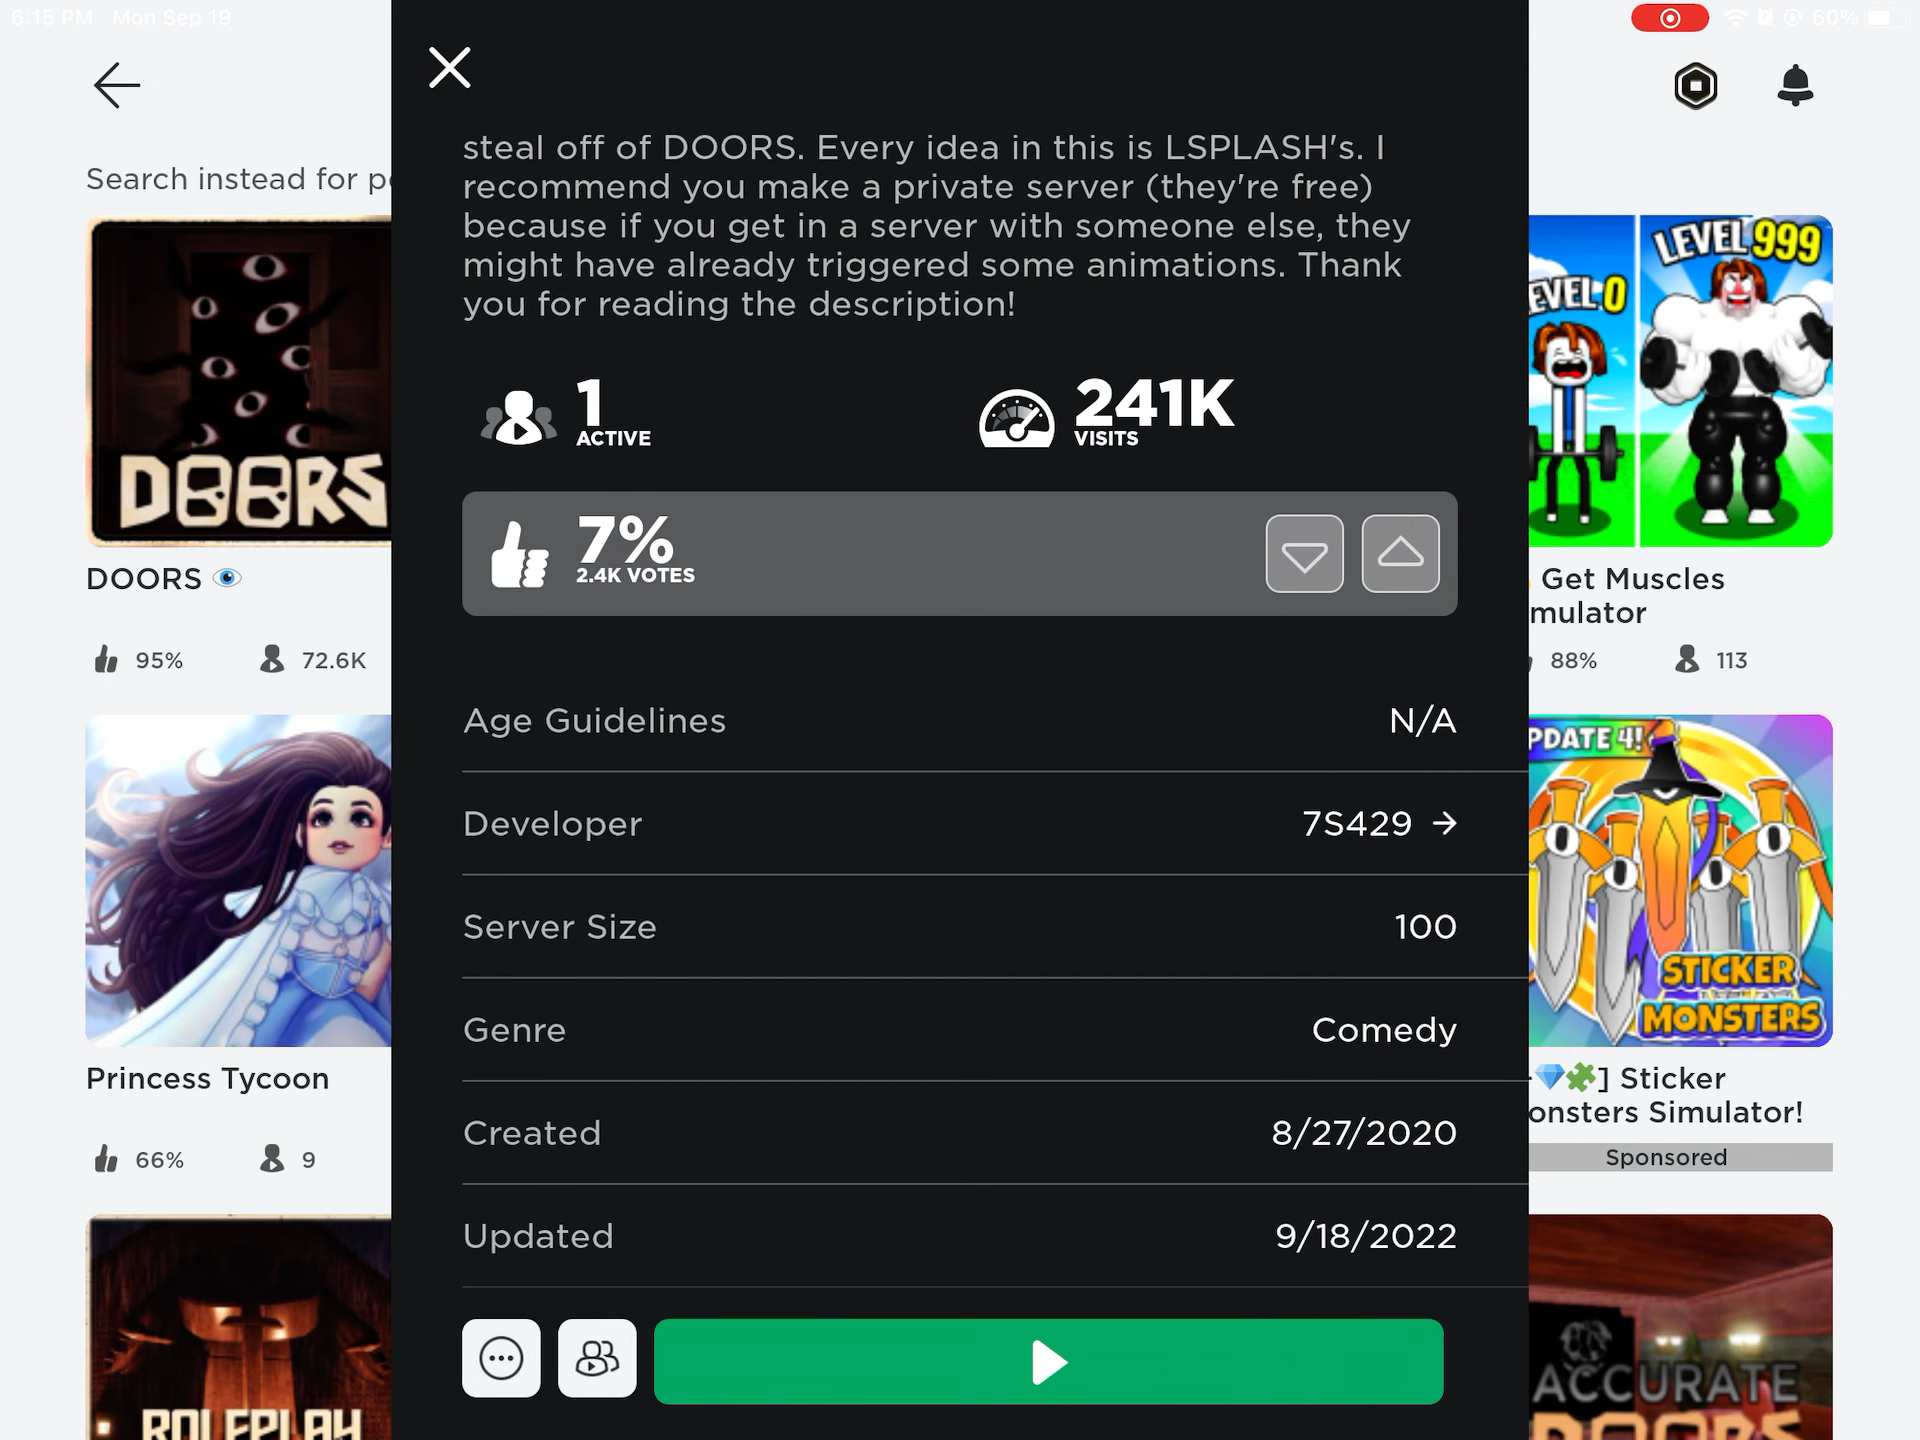 6:15 PM Mon Sep 19
60%
Search instead for p
steal off of DOORS. Every idea in this is LSPLASH's. I
recommend you make a private server (they're free)
because if you get in a server with someone else, they
might have already triggered some animations. Thank
you for reading the description!
1
ACTIVE
241K
VISITS
7%
2.4K VOTES
Age Guidelines N/A
Developer 7S429 →
Server Size 100
Genre Comedy
Created 8/27/2020
Updated 9/18/2022
DOORS
DOORS 👁
95% 72.6K
Princess Tycoon
66% 9
ROLEPLAY
EVEL 0
LEVEL 999
Get Muscles
mulator
88% 113
PDATE 4!
STICKER
MONSTERS
] Sticker
onsters Simulator!
Sponsored
ACCURATE
DOORS